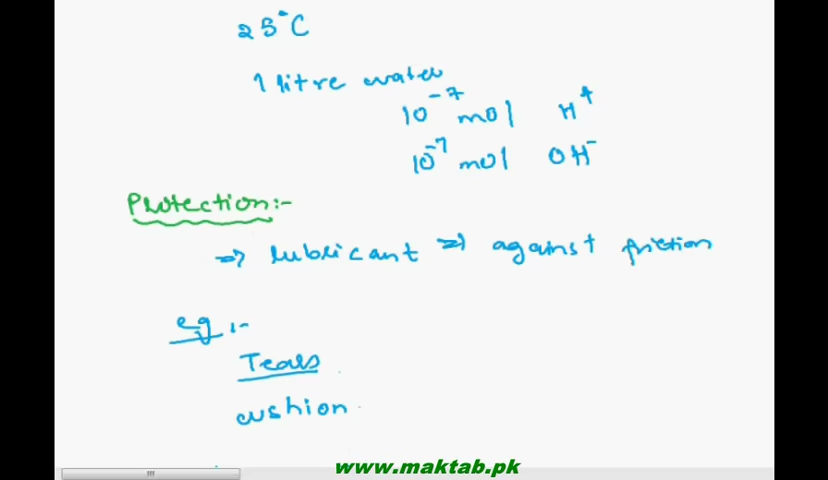 25°C
1 litre water
10⁻⁷ mol H⁺
10⁻⁷ mol OH⁻
Protection:-
⇒ lubricant ⇒ against friction
eg :-
Tears
cushion
www.maktab.pk